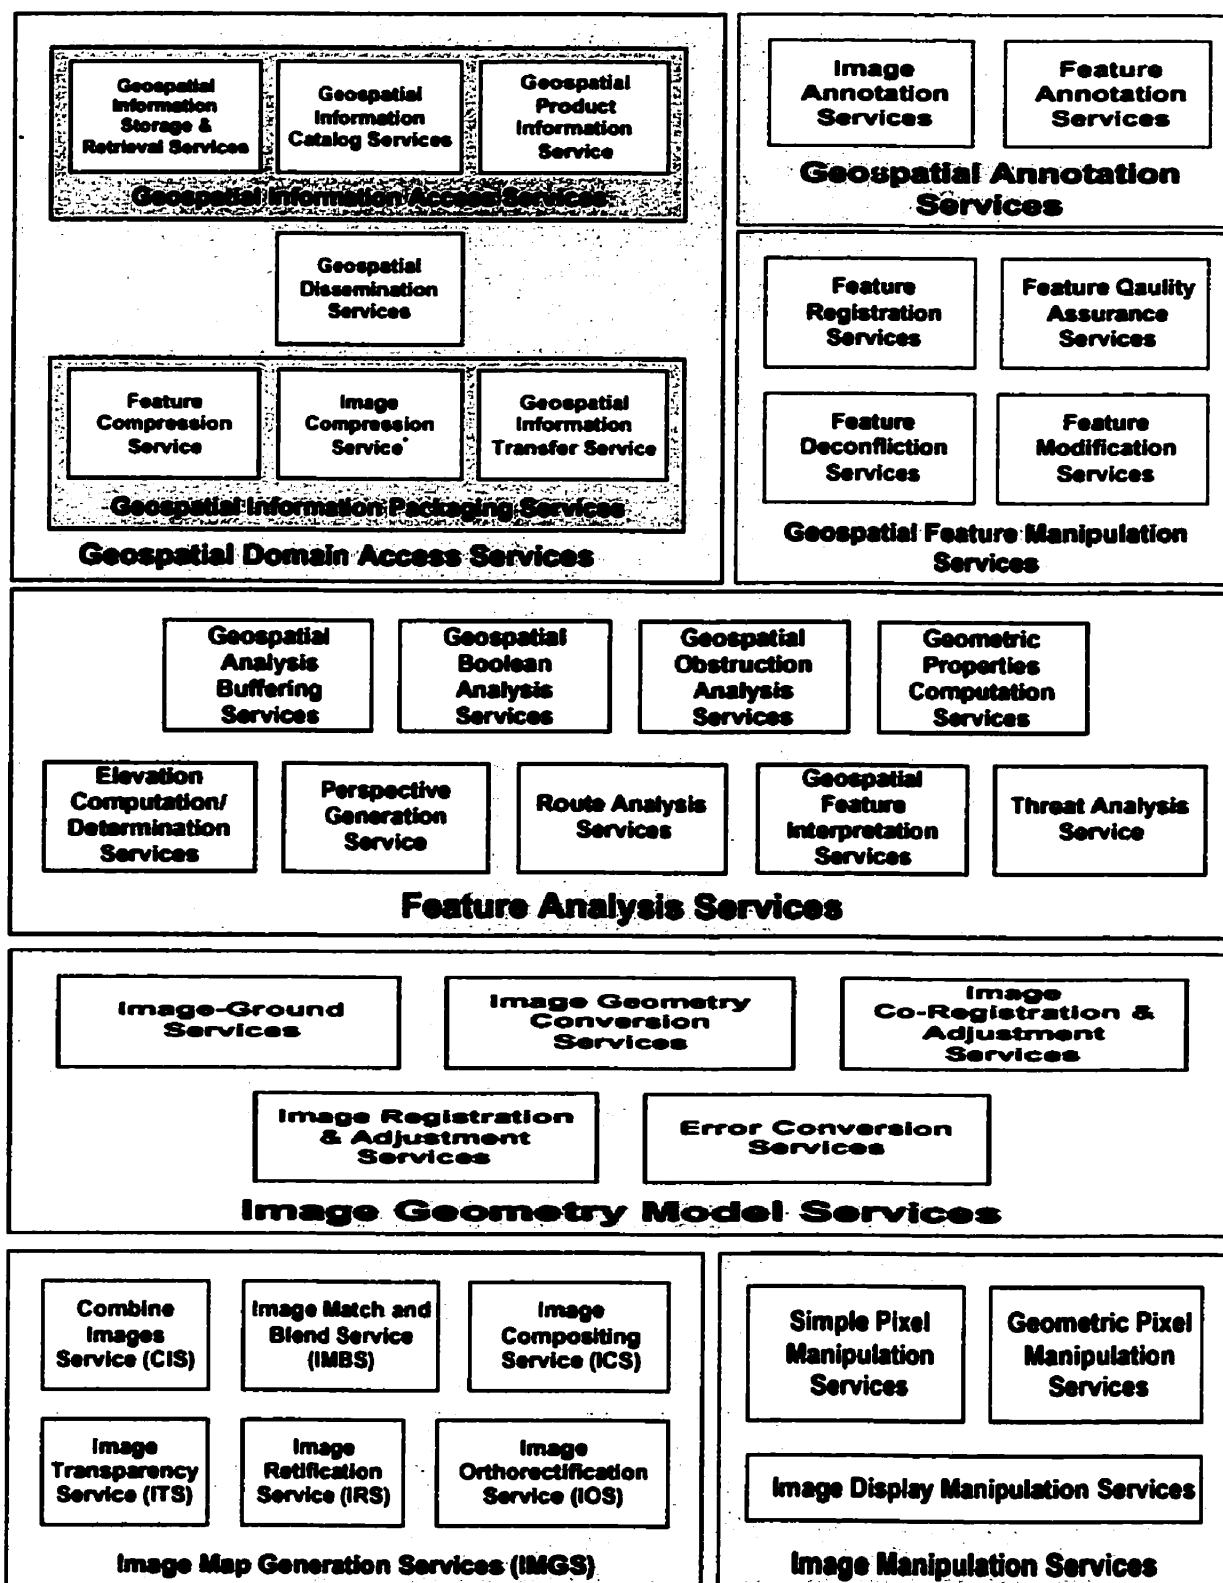 Geospatial
Information
Storage &
Retrieval Services
Geospatial
Information
Catalog Services
Geospatial
Product
Information
Service
Geospatial Information Access Services
Geospatial
Dissemination
Services
Feature
Compression
Service
Image
Compression
Service
Geospatial
Information
Transfer Service
Geospatial Information Packaging Services
Geospatial Domain Access Services
Image
Annotation
Services
Feature
Annotation
Services
Geospatial Annotation
Services
Feature
Registration
Services
Feature Qaulity
Assurance
Services
Feature
Deconfliction
Services
Feature
Modification
Services
Geospatial Feature Manipulation
Services
Geospatial
Analysis
Buffering
Services
Geospatial
Boolean
Analysis
Services
Geospatial
Obstruction
Analysis
Services
Geometric
Properties
Computation
Services
Elevation
Computation/
Determination
Services
Perspective
Generation
Service
Route Analysis
Services
Geospatial
Feature
Interpretation
Services
Threat Analysis
Service
Feature Analysis Services
Image-Ground
Services
Image Geometry
Conversion
Services
Image
Co-Registration &
Adjustment
Services
Image Registration
& Adjustment
Services
Error Conversion
Services
Image Geometry Model Services
Combine
Images
Service (CIS)
Image Match and
Blend Service
(IMBS)
Image
Compositing
Service (ICS)
Image
Transparency
Service (ITS)
Image
Retification
Service (IRS)
Image
Orthorectification
Service (IOS)
Image Map Generation Services (IMGS)
Simple Pixel
Manipulation
Services
Geometric Pixel
Manipulation
Services
Image Display Manipulation Services
Image Manipulation Services